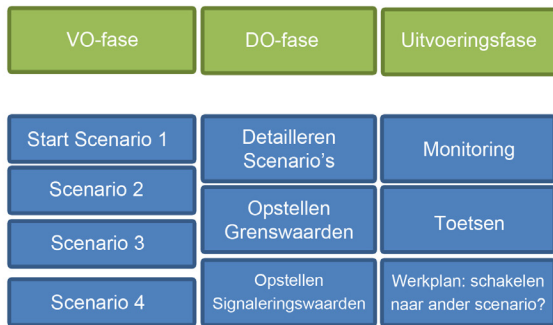 VO-fase
DO-fase
Uitvoeringsfase
Start Scenario 1
Scenario 2
Scenario 3
Scenario 4
Detailleren
Scenario's
Opstellen
Grenswaarden
Opstellen
Signaleringswaarden
Monitoring
Toetsen
Werkplan: schakelen
naar ander scenario?